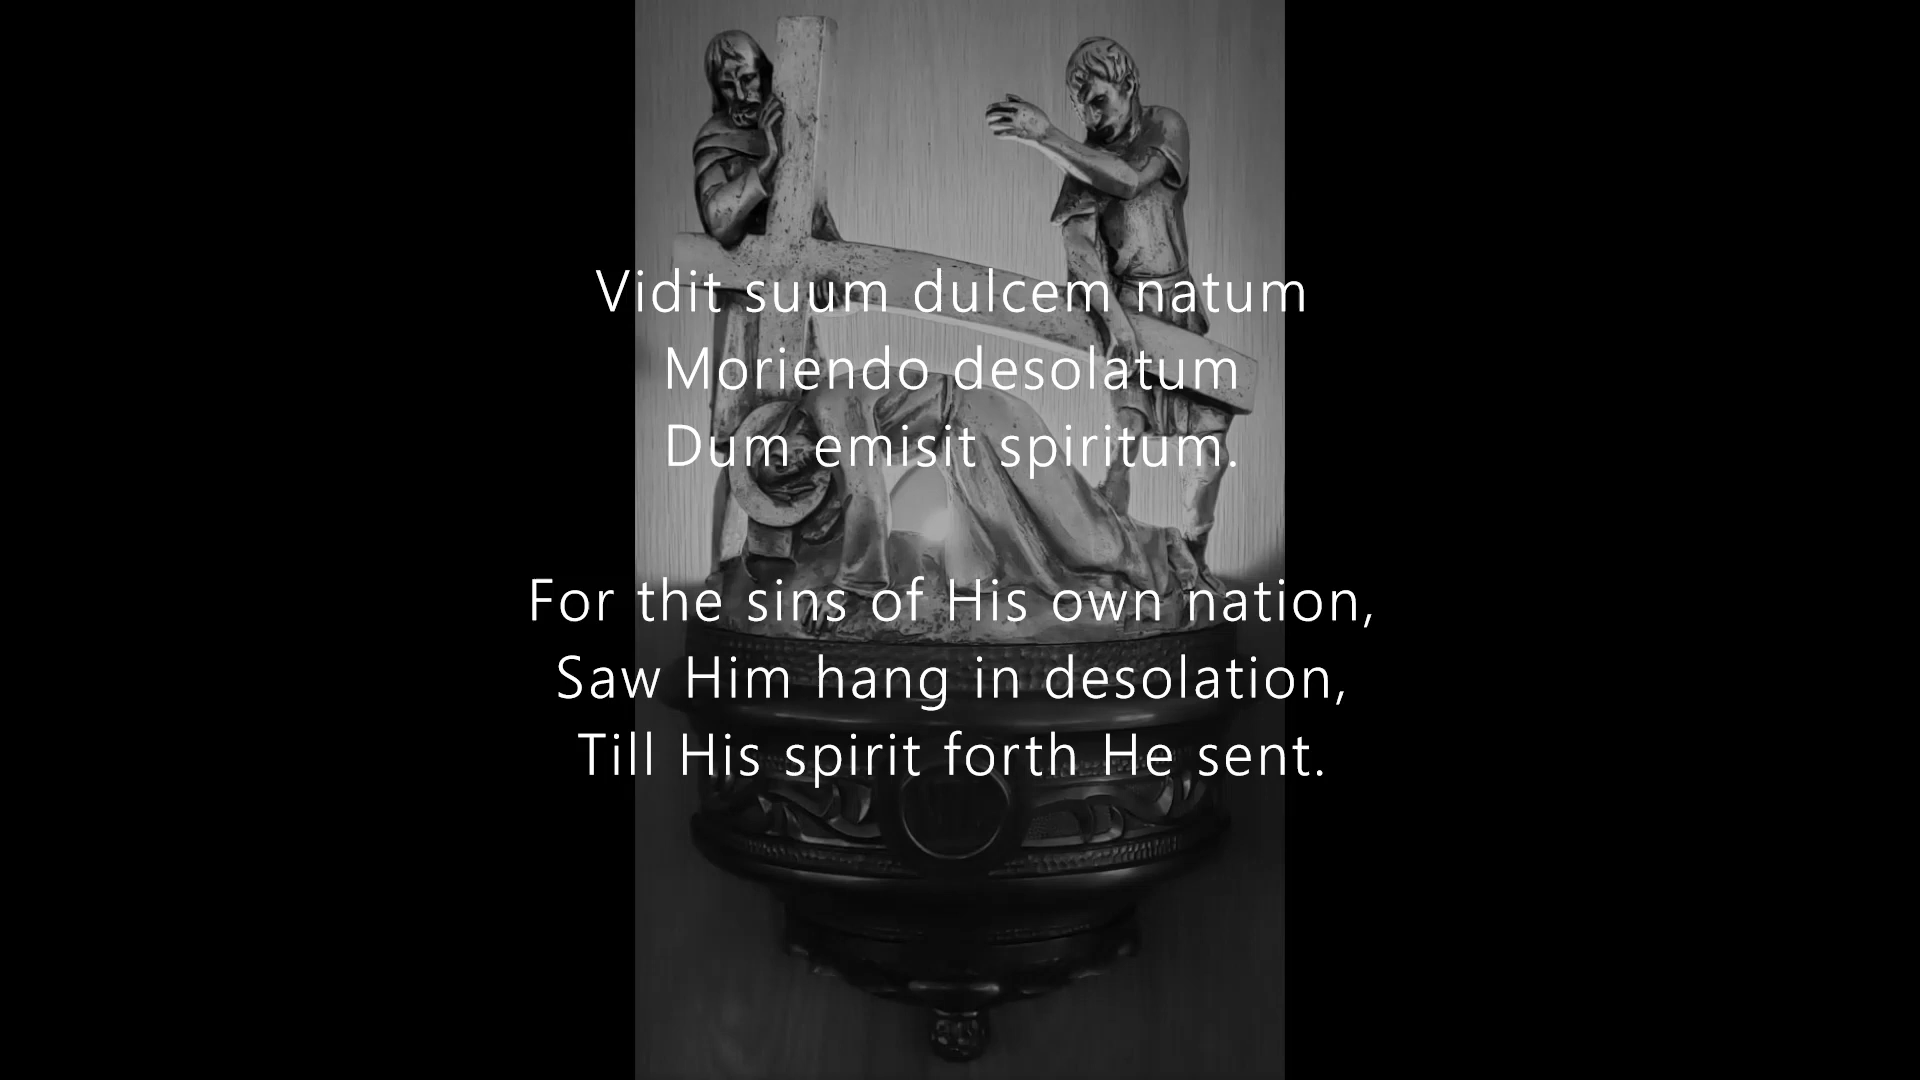 Vidit suum dulcem natum
Moriendo desolatum
Dum emisit spiritum.
For the sins of His own nation,
Saw Him hang in desolation,
Till His spirit forth He sent.